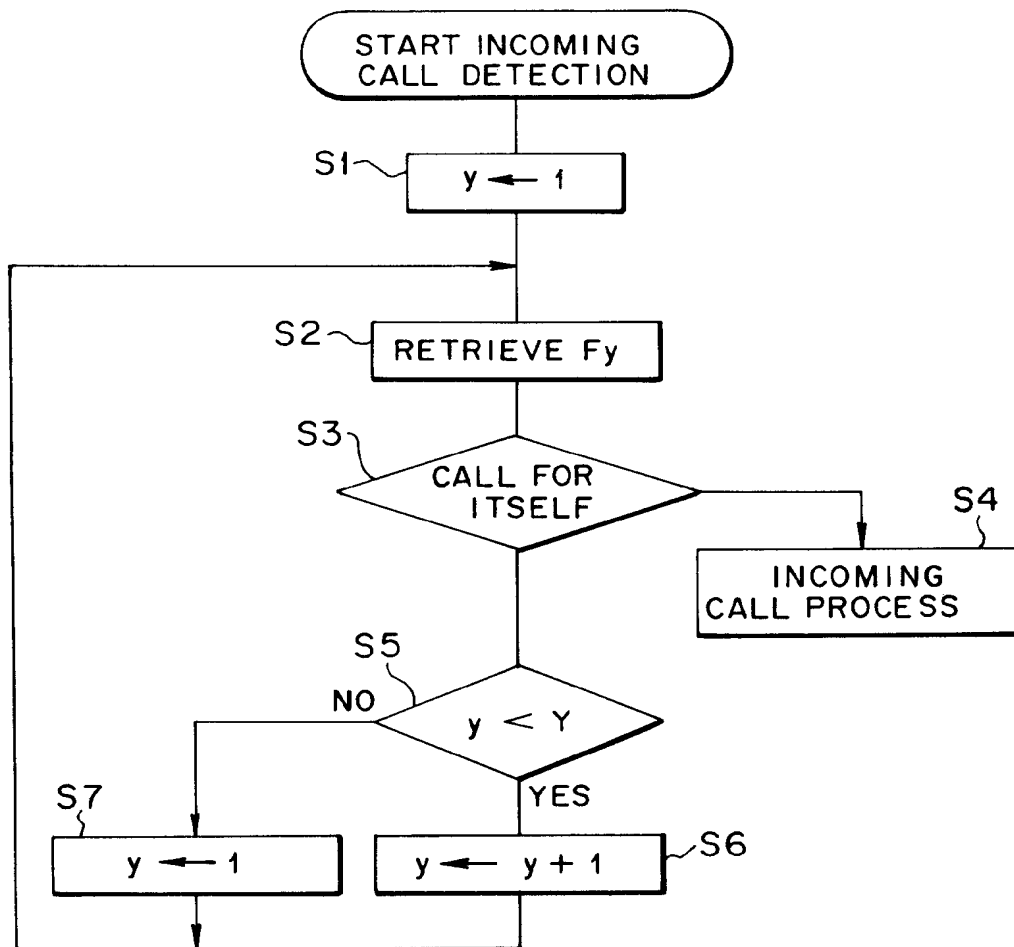 START INCOMING
CALL DETECTION
S1
y ← 1
S2
RETRIEVE Fy
S3
CALL FOR
ITSELF
S4
INCOMING
CALL PROCESS
S5
NO
y < Y
YES
S7
y ← 1
y ← y + 1
S6